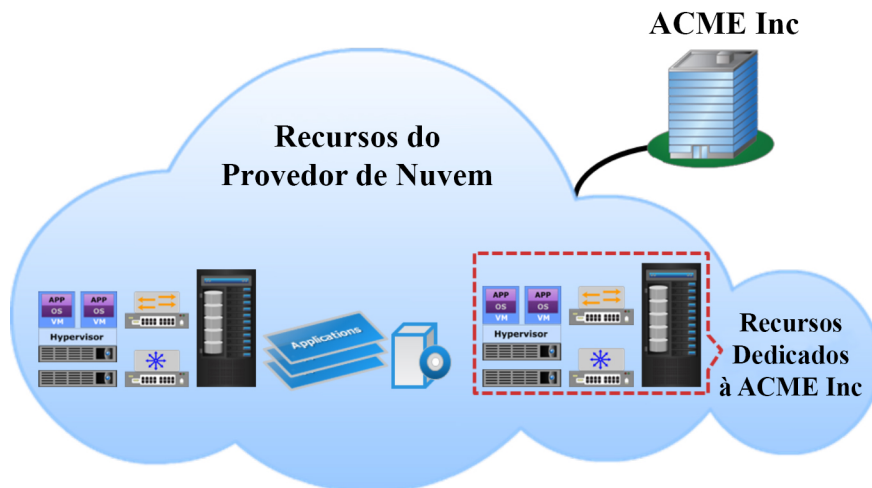 ACME Inc
Recursos do
Provedor de Nuvem
APP APP
OS OS
VM VM
Hypervisor
Applications
APP APP
OS OS
VM VM
Hypervisor
Recursos
Dedicados
à ACME Inc